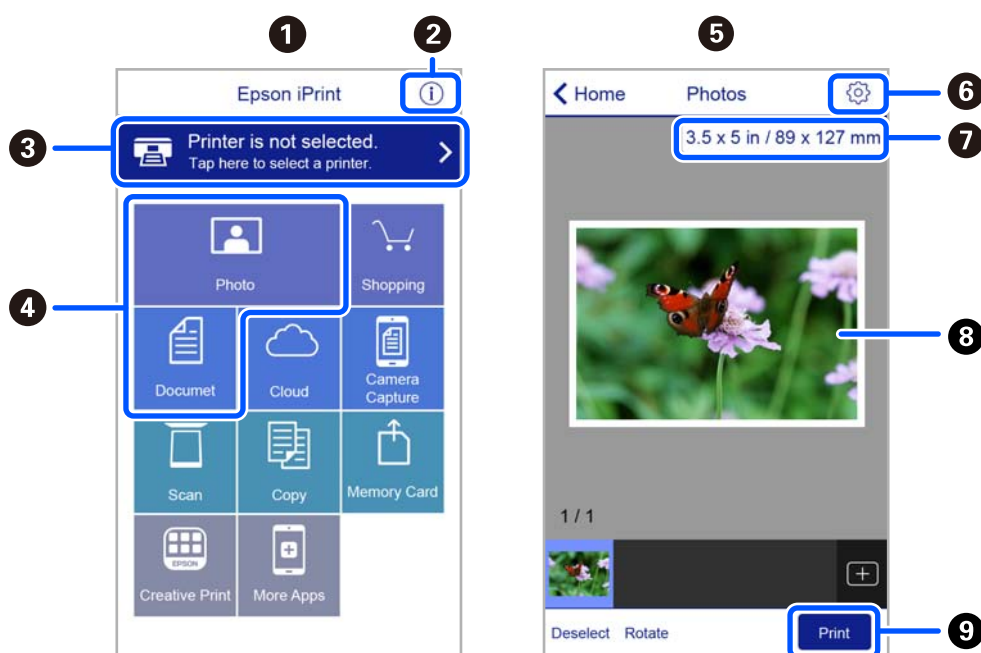 1
2
Epson iPrint
i
3
Printer is not selected.
Tap here to select a printer.
4
Photo
Shopping
Documet
Cloud
Camera
Capture
Scan
Copy
Memory Card
EPSON
Creative Print
More Apps
5
Home
Photos
6
3.5 x 5 in / 89 x 127 mm
7
8
1 / 1
Deselect
Rotate
Print
9